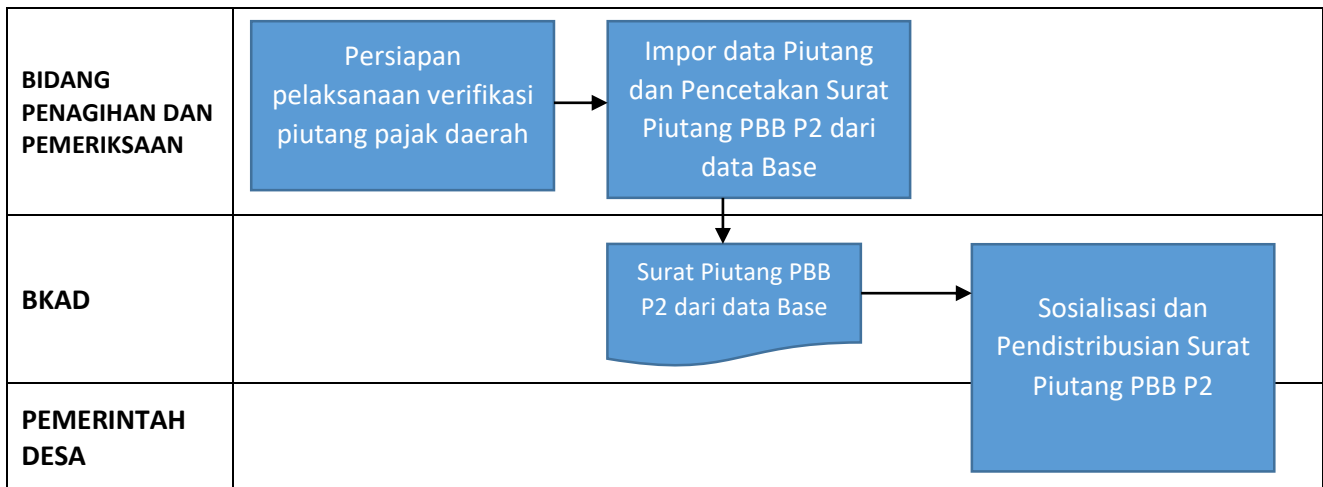 BIDANG
PENAGIHAN DAN
PEMERIKSAAN
Persiapan
pelaksanaan verifikasi
piutang pajak daerah
Impor data Piutang
dan Pencetakan Surat
Piutang PBB P2 dari
data Base
BKAD
Surat Piutang PBB
P2 dari data Base
Sosialisasi dan
Pendistribusian Surat
Piutang PBB P2
PEMERINTAH
DESA